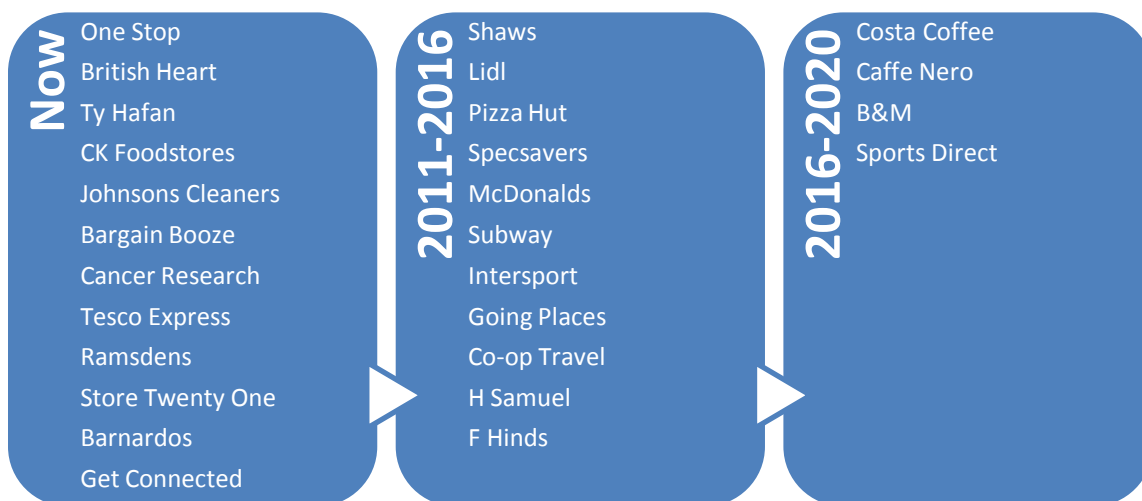 Now
One Stop
British Heart
Ty Hafan
CK Foodstores
Johnsons Cleaners
Bargain Booze
Cancer Research
Tesco Express
Ramsdens
Store Twenty One
Barnardos
Get Connected
2011-2016
Shaws
Lidl
Pizza Hut
Specsavers
McDonalds
Subway
Intersport
Going Places
Co-op Travel
H Samuel
F Hinds
2016-2020
Costa Coffee
Caffe Nero
B&M
Sports Direct